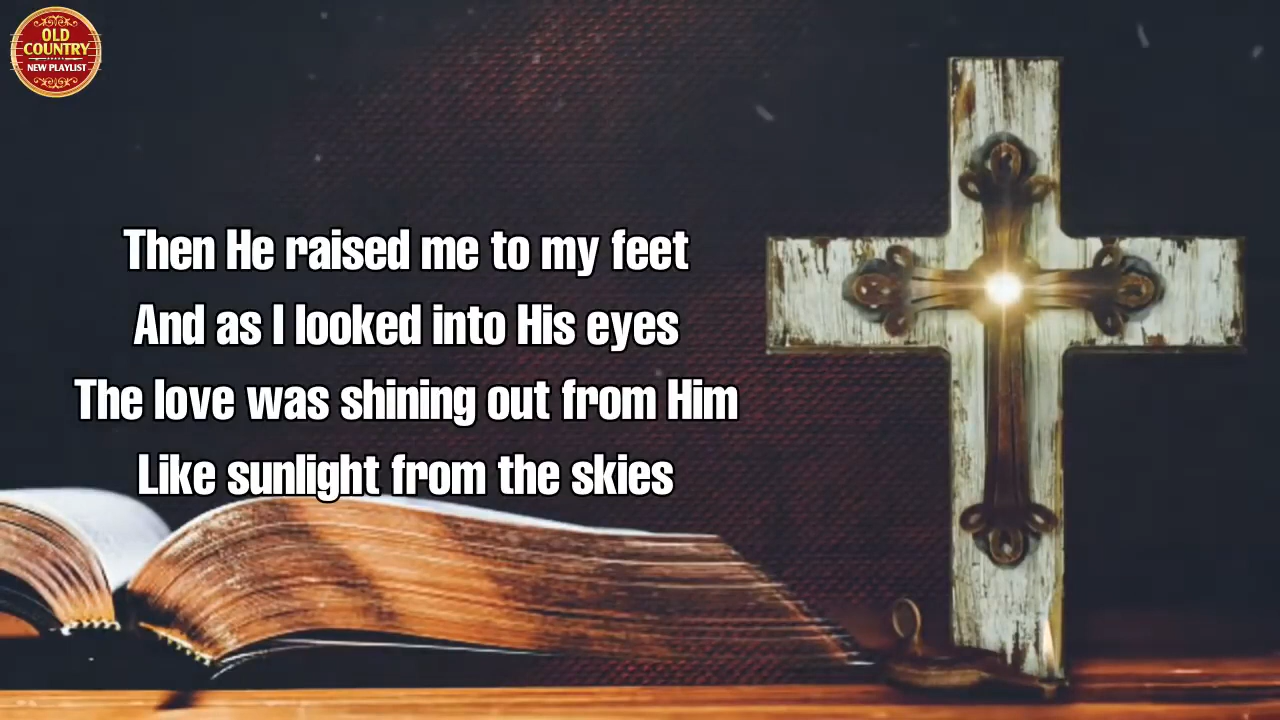 OLD
COUNTRY
NEW PLAYLIST
Then He raised me to my feet
And as I looked into His eyes
The love was shining out from Him
Like sunlight from the skies